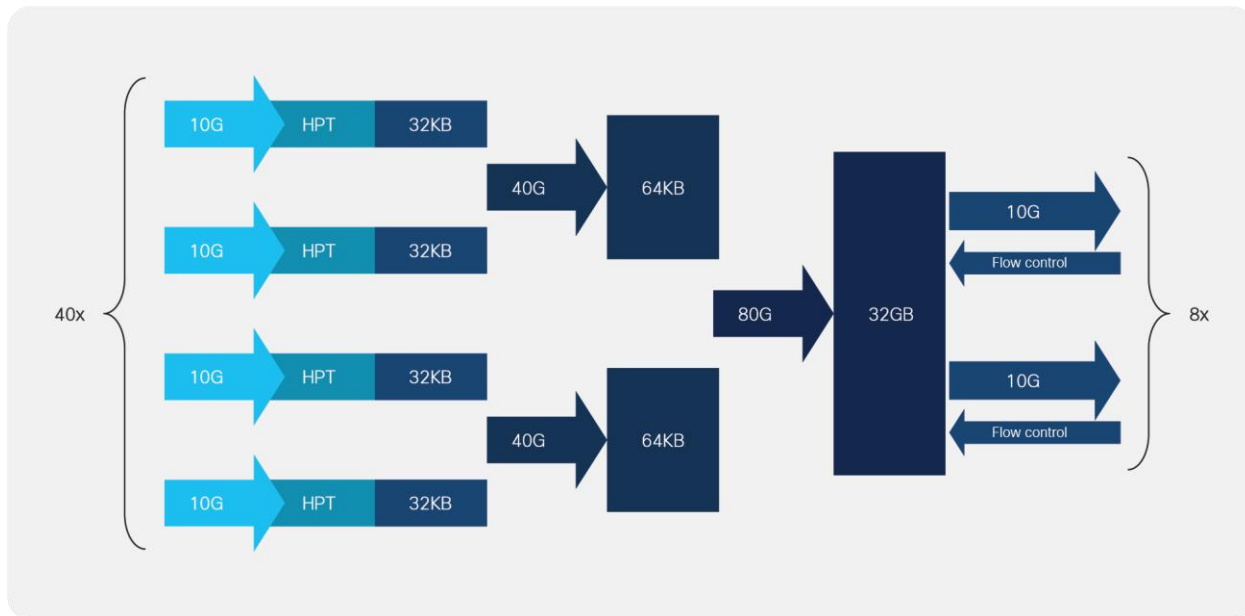 10G HPT 32KB
40G 64KB
10G HPT 32KB
40x
10G HPT 32KB
40G 64KB
10G HPT 32KB
80G 32GB
10G
Flow control
10G
Flow control
8x